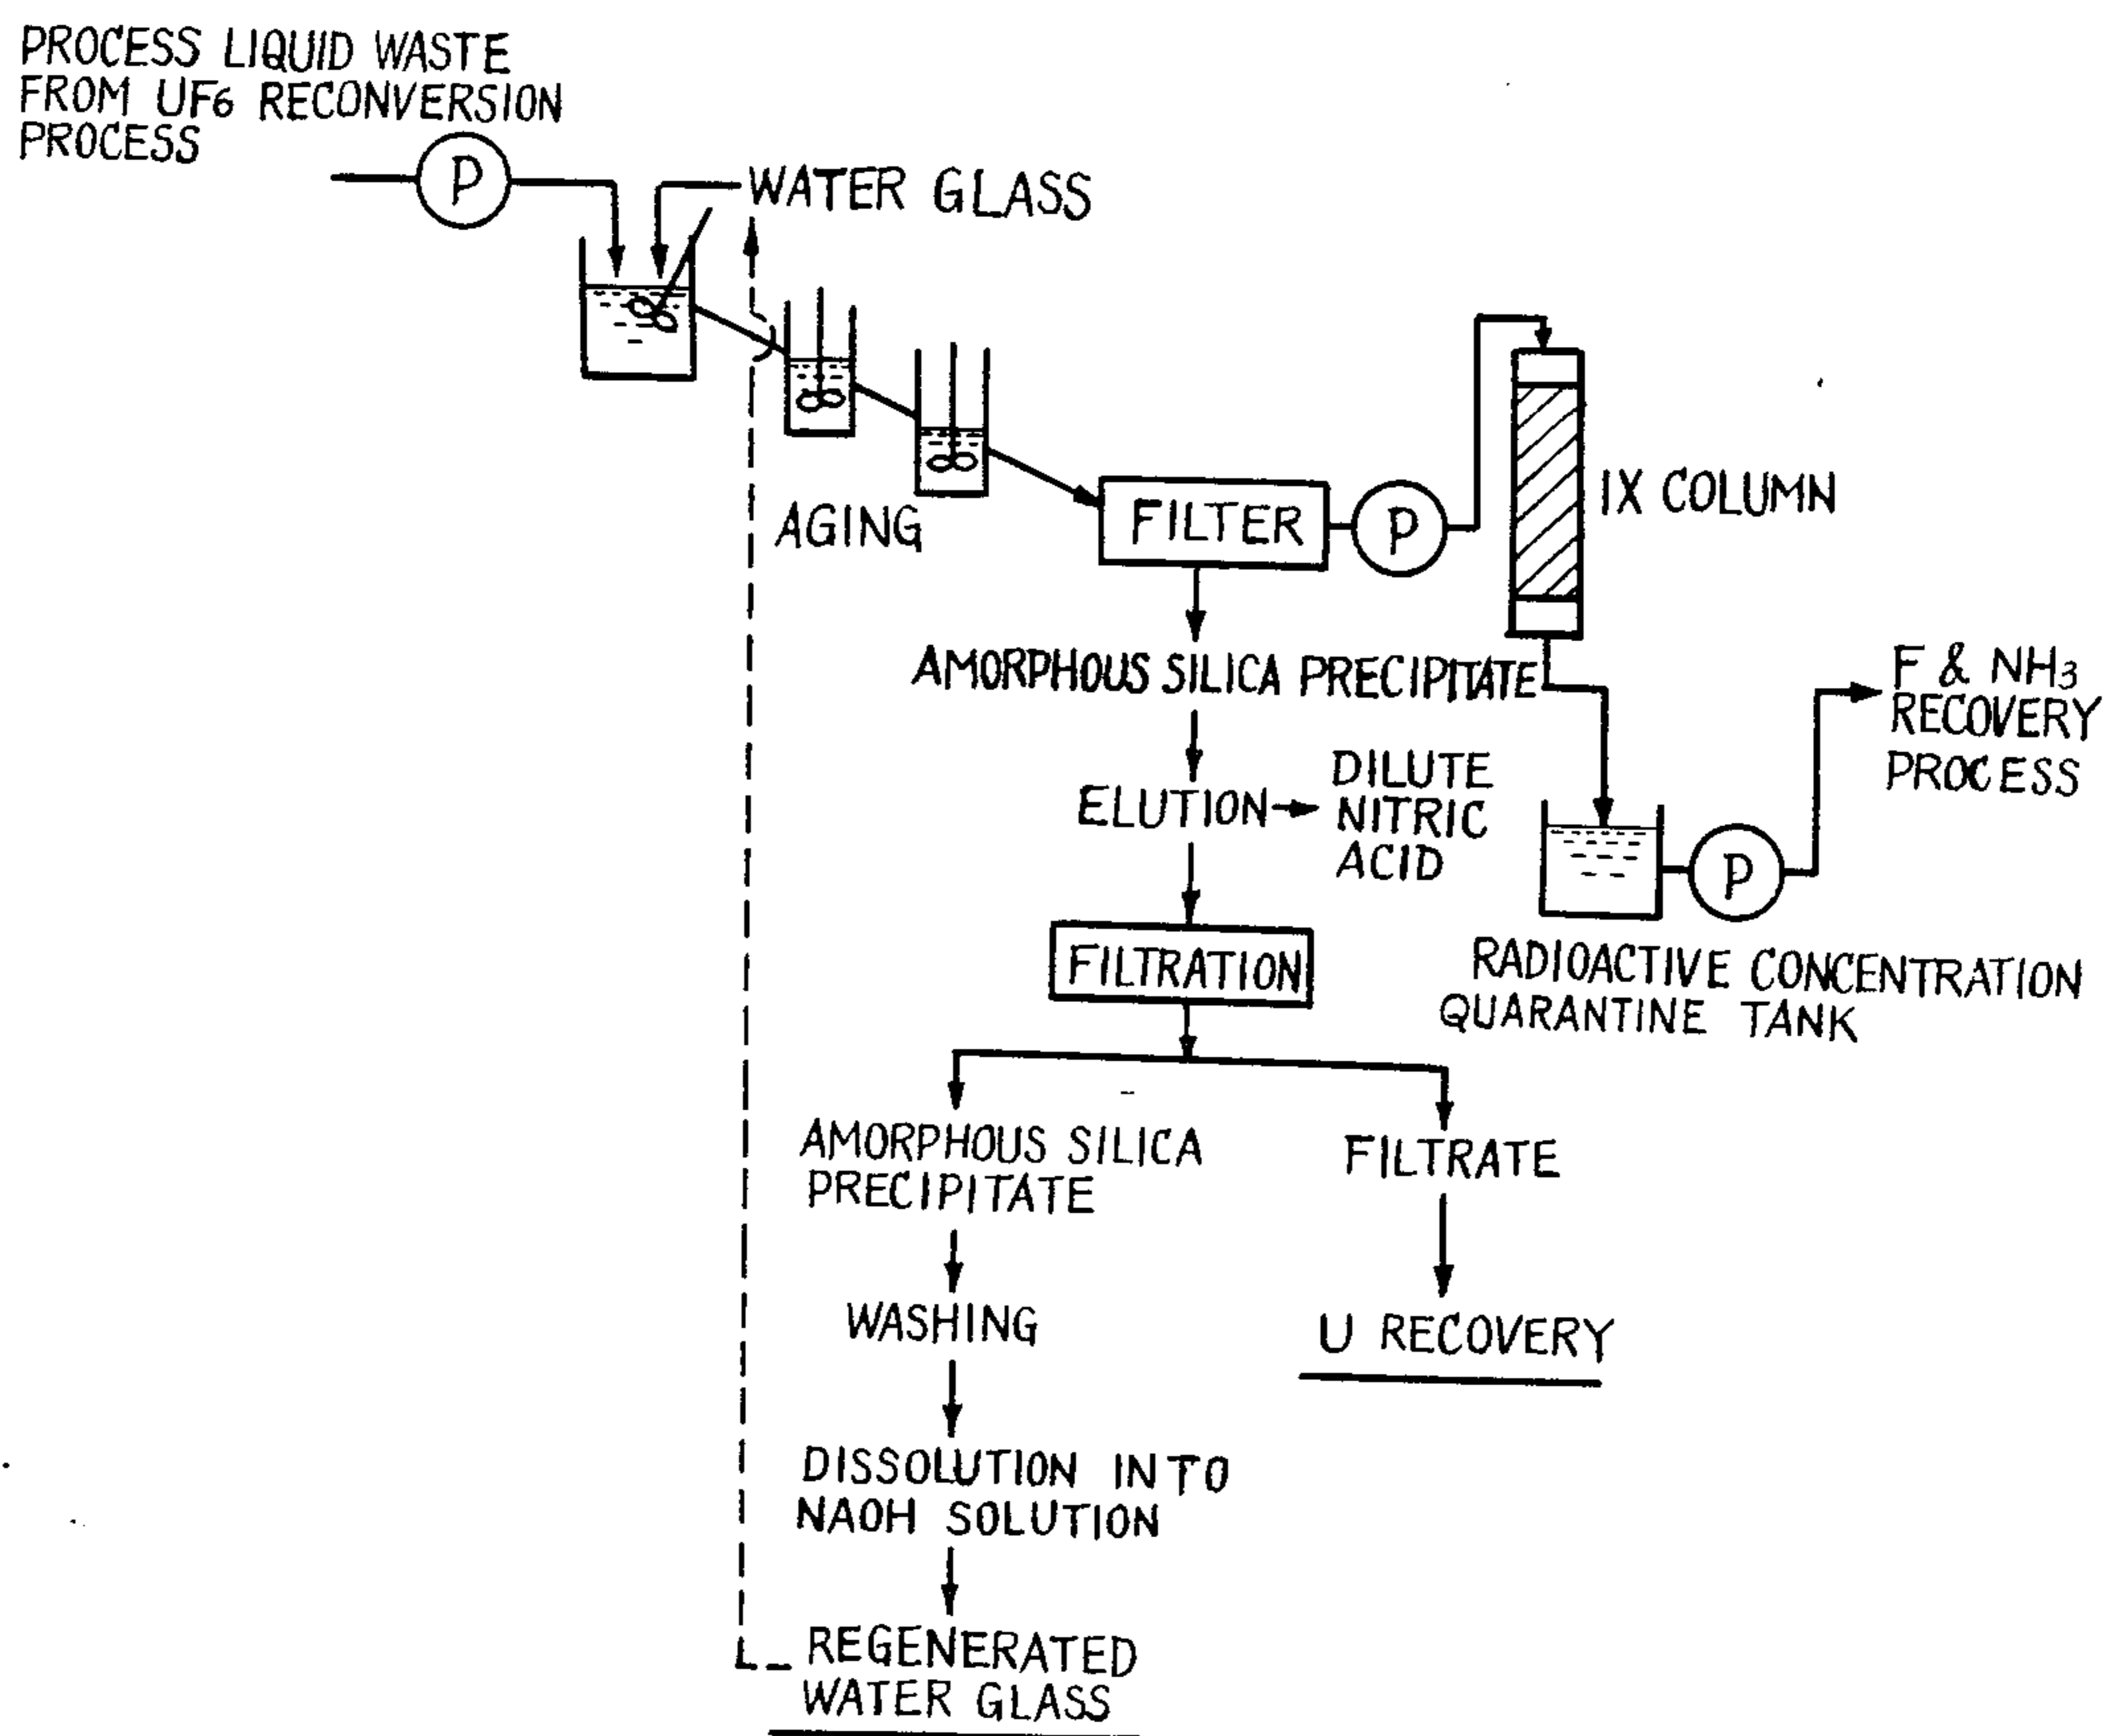 PROCESS LIQUID WASTE
FROM UF6 RECONVERSION
PROCESS
P
WATER GLASS
AGING
FILTER
P
IX COLUMN
AMORPHOUS SILICA PRECIPITATE
F & NH3
RECOVERY
PROCESS
ELUTION
DILUTE
NITRIC
ACID
P
FILTRATION
RADIOACTIVE CONCENTRATION
QUARANTINE TANK
AMORPHOUS SILICA
PRECIPITATE
FILTRATE
WASHING
U RECOVERY
DISSOLUTION INTO
NAOH SOLUTION
REGENERATED
WATER GLASS